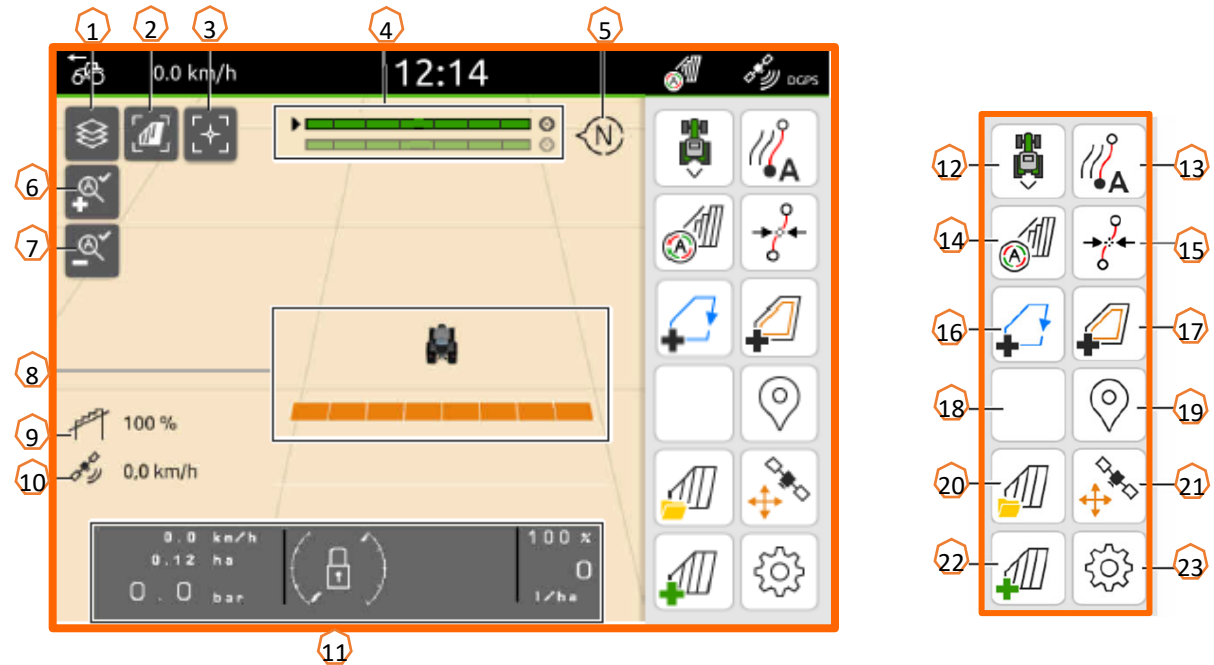 1 2 3 4 5
0.0 km/h 12:14 DGPS
N
6
7
8
9 100 %
10 0,0 km/h
0.0 km/h
0.12 ha
0.0 bar
100 %
0
l/ha
11
A
A
12 A 13
14 A 15
16 17
18 19
20 21
22 23